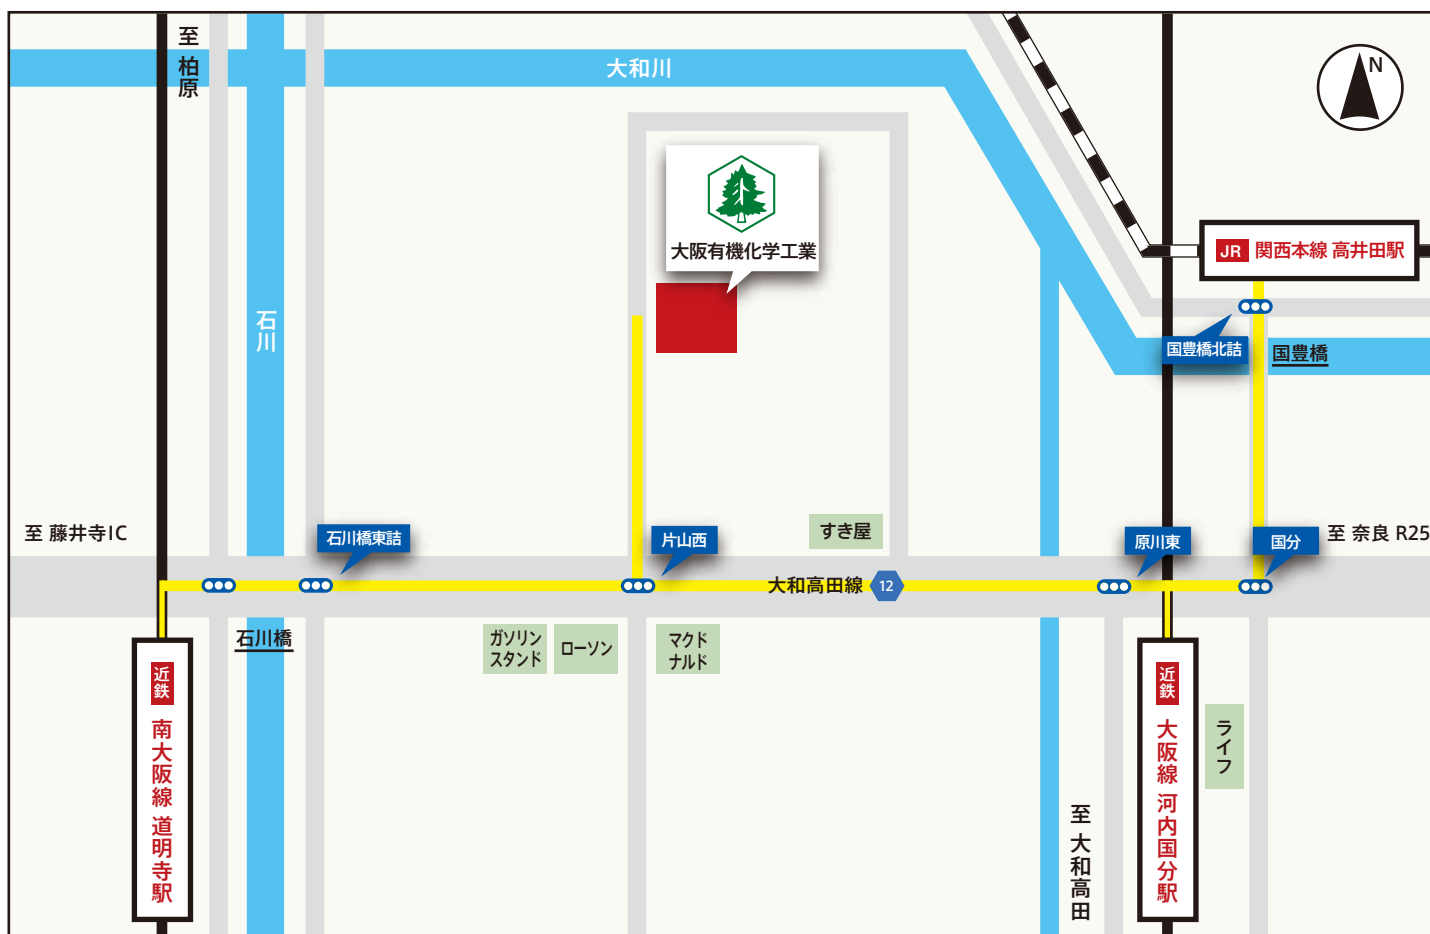 至 柏原
大和川
N
大阪有機化学工業
JR 関西本線 高井田駅
石川
国豊橋北詰
国豊橋
至 藤井寺IC
石川橋東詰
片山西
すき屋
原川東
国分
至 奈良 R25
大和高田線
12
石川橋
ガソリン
スタンド
ローソン
マクド
ナルド
近鉄
南大阪線 道明寺駅
近鉄
大阪線 河内国分駅
ライフ
至 大和高田